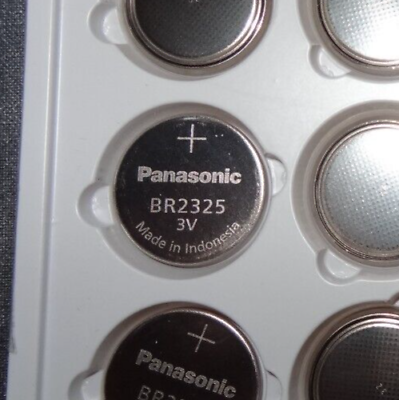 +
Panasonic
BR2325
3V
Made in Indonesia
+
Panasonic